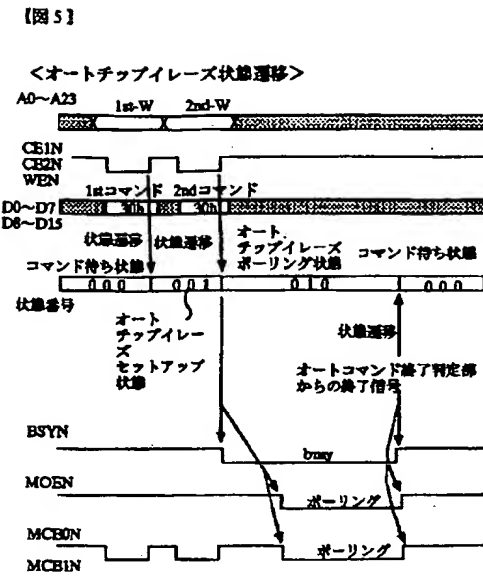 【図5】
<オートチップイレーズ状態遷移>
A0～A23
1st-W 2nd-W
CE1N
CE2N
WEN
1stコマンド 2ndコマンド
D0～D7
30h 30h
D8～D15
状態遷移 状態遷移
オート、
チップイレーズ
ポーリング状態
コマンド待ち状態
コマンド待ち状態
状態番号
000 001 010 000
オート
チップイレー
ズ
セットアップ
状態
状態遷移
オートコマンド終了判定部
からの終了信号
BSYN
busy
MOEN
ポーリング
MCE0N
ポーリング
MCE1N